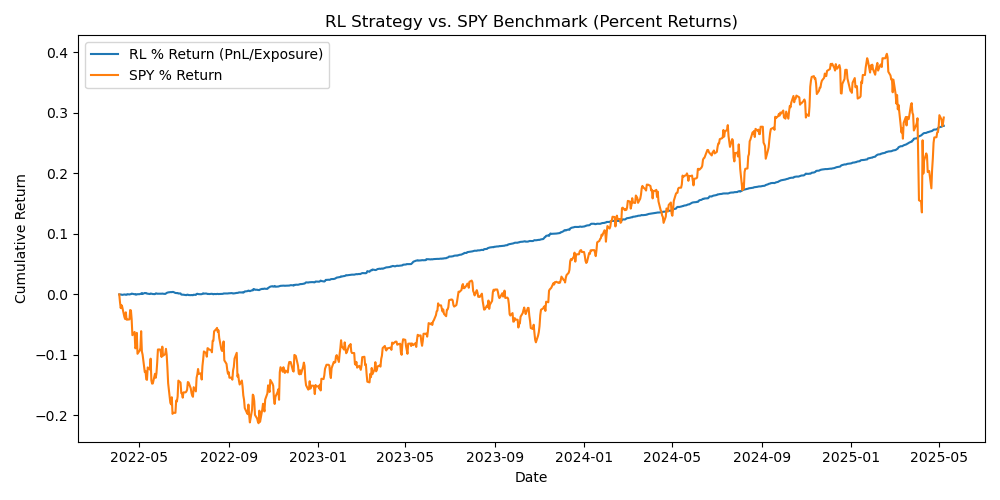 RL Strategy vs. SPY Benchmark (Percent Returns)
RL % Return (PnL/Exposure)
SPY % Return
0.4
0.3
0.2
0.1
0.0
−0.1
−0.2
Cumulative Return
2022-05 2022-09 2023-01 2023-05 2023-09 2024-01 2024-05 2024-09 2025-01 2025-05
Date